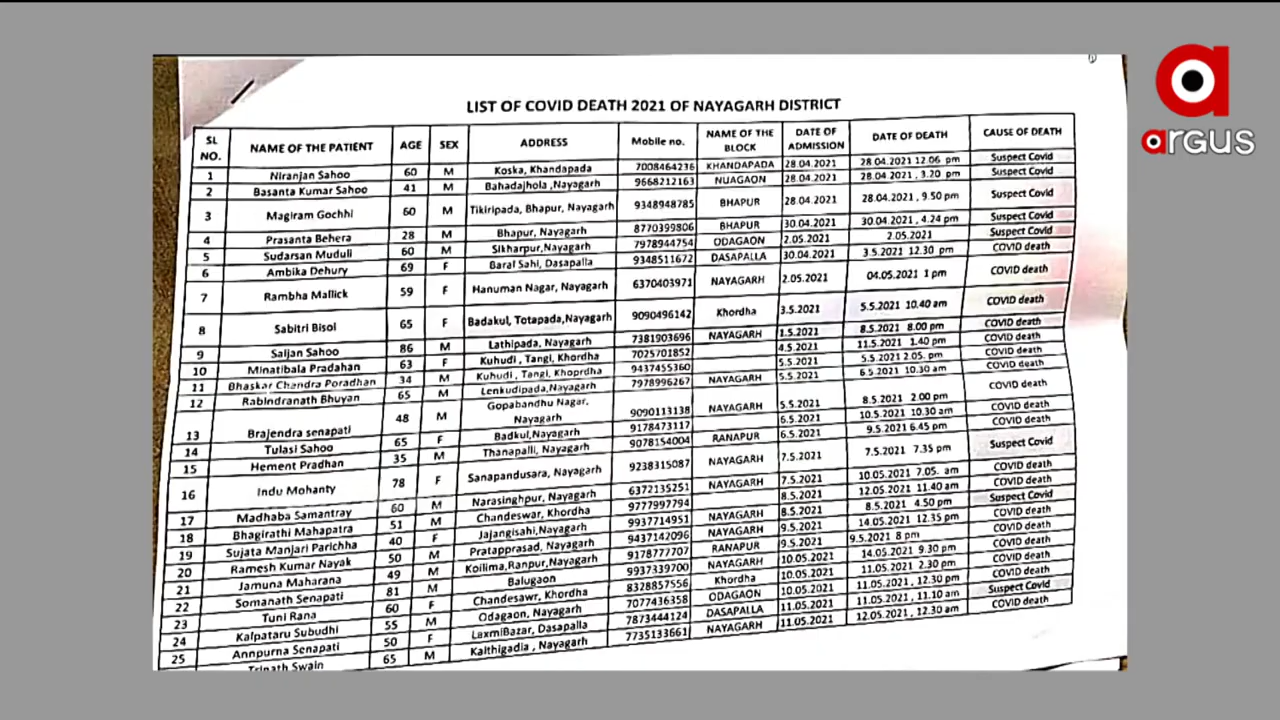 argus
LIST OF COVID DEATH 2021 OF NAYAGARH DISTRICT
SL NO. NAME OF THE PATIENT AGE SEX ADDRESS Mobile no. NAME OF THE BLOCK DATE OF ADMISSION DATE OF DEATH CAUSE OF DEATH
1 Niranjan Sahoo 60 M Koska, Khandapada 7008464236 KHANDAPADA 28.04.2021 28.04.2021 12.06 pm Suspect Covid
2 Basanta Kumar Sahoo 41 M Bahadajhola ,Nayagarh 9668212163 NUAGON 28.04.2021 28.04.2021 , 3.20 pm Suspect Covid
3 Magiram Gochhi 60 M Tikiripada, Bhapur, Nayagarh 9348948785 BHAPUR 28.04.2021 28.04.2021 , 9.50 pm Suspect Covid
4 Prasanta Behera 28 M Bhapur, Nayagarh 8770399806 BHAPUR 30.04.2021 30.04.2021 , 4.24 pm Suspect Covid
5 Sudarsan Muduli 60 M Sikharpur,Nayagarh 7978944754 ODAGAON 2.05.2021 2.05.2021 Suspect Covid
6 Ambika Dehury 69 F Baral Sahi, Dasapalla 9348511672 DASAPALLA 30.04.2021 3.5.2021 12.30 pm COVID death
7 Rambha Mallick 59 F Hanuman Nagar, Nayagarh 6370403971 NAYAGARH 2.05.2021 04.05.2021 1 pm COVID death
8 Sabitri Bisol 65 F Badakul, Totapada,Nayagarh 9090496142 Khordha 3.5.2021 5.5.2021 10.40 am COVID death
9 Saljan Sahoo 86 M Lathipada, Nayagarh 7381903696 NAYAGARH 1.5.2021 8.5.2021 8.00 pm COVID death
10 Minatibala Pradahan 63 F Kuhudi , Tangi, Khordha 7025701852 4.5.2021 11.5.2021 1.40 pm COVID death
11 Bhaskar Chandra Poradhan 34 M Kuhudi , Tangi, Khoprdha 9437455360 5.5.2021 5.5.2021 2.05. pm COVID death
12 Rabindranath Bhuyan 65 M Lenkudipada,Nayagarh 7978996267 NAYAGARH 5.5.2021 6.5.2021 10.30 am COVID death
13 Brajendra senapati 48 M Gopabandhu Nagar, Nayagarh 9090113138 NAYAGARH 5.5.2021 8.5.2021 2.00 pm COVID death
14 Tulasi Sahoo 65 F Badkul,Nayagarh 9178473117 6.5.2021 10.5.2021 10.30 am COVID death
15 Hement Pradhan 35 M Thanapalli, Nayagarh 9078154004 RANAPUR 6.5.2021 9.5.2021 6.45 pm COVID death
16 Indu Mohanty 78 F Sanapandusara, Nayagarh 9238315087 NAYAGARH 7.5.2021 7.5.2021 7.35 pm Suspect Covid
17 Madhaba Samantray 60 M Narasinghpur, Nayagarh 6372135251 NAYAGARH 7.5.2021 10.05.2021 7.05. am COVID death
18 Bhagirathi Mahapatra 51 M Chandeswar, Khordha 9777997794 8.5.2021 12.05.2021 11.40 am COVID death
19 Sujata Manjari Parichha 40 F Jajangisahi,Nayagarh 9937714951 NAYAGARH 8.5.2021 8.5.2021 4.50 pm Suspect Covid
20 Ramesh Kumar Nayak 50 M Pratapprasad, Nayagarh 9437142096 NAYAGARH 9.5.2021 14.05.2021 12.35 pm COVID death
21 Jamuna Maharana 49 M Koilima,Ranpur,Nayagarh 9178777707 RANAPUR 9.5.2021 9.5.2021 8 pm COVID death
22 Somanath Senapati 81 M Balugaon 9937339700 NAYAGARH 10.05.2021 14.05.2021 9.30 pm COVID death
23 Tuni Rana 60 F Chandesawr, Khordha 8328857556 Khordha 10.05.2021 11.05.2021 2.30 pm COVID death
24 Kalpataru Subudhi 55 M Odagaon, Nayagarh 7077436358 ODAGAON 10.05.2021 11.05.2021, 12.30 pm COVID death
25 Annpurna Senapati 50 F LaxmiBazar, Dasapalla 7873444124 DASAPALLA 11.05.2021 11.05.2021, 11.10 am Suspect Covid
Trinath Swain 65 M Kaithigadia , Nayagarh 7735133661 NAYAGARH 11.05.2021 12.05.2021, 12.30 am COVID death